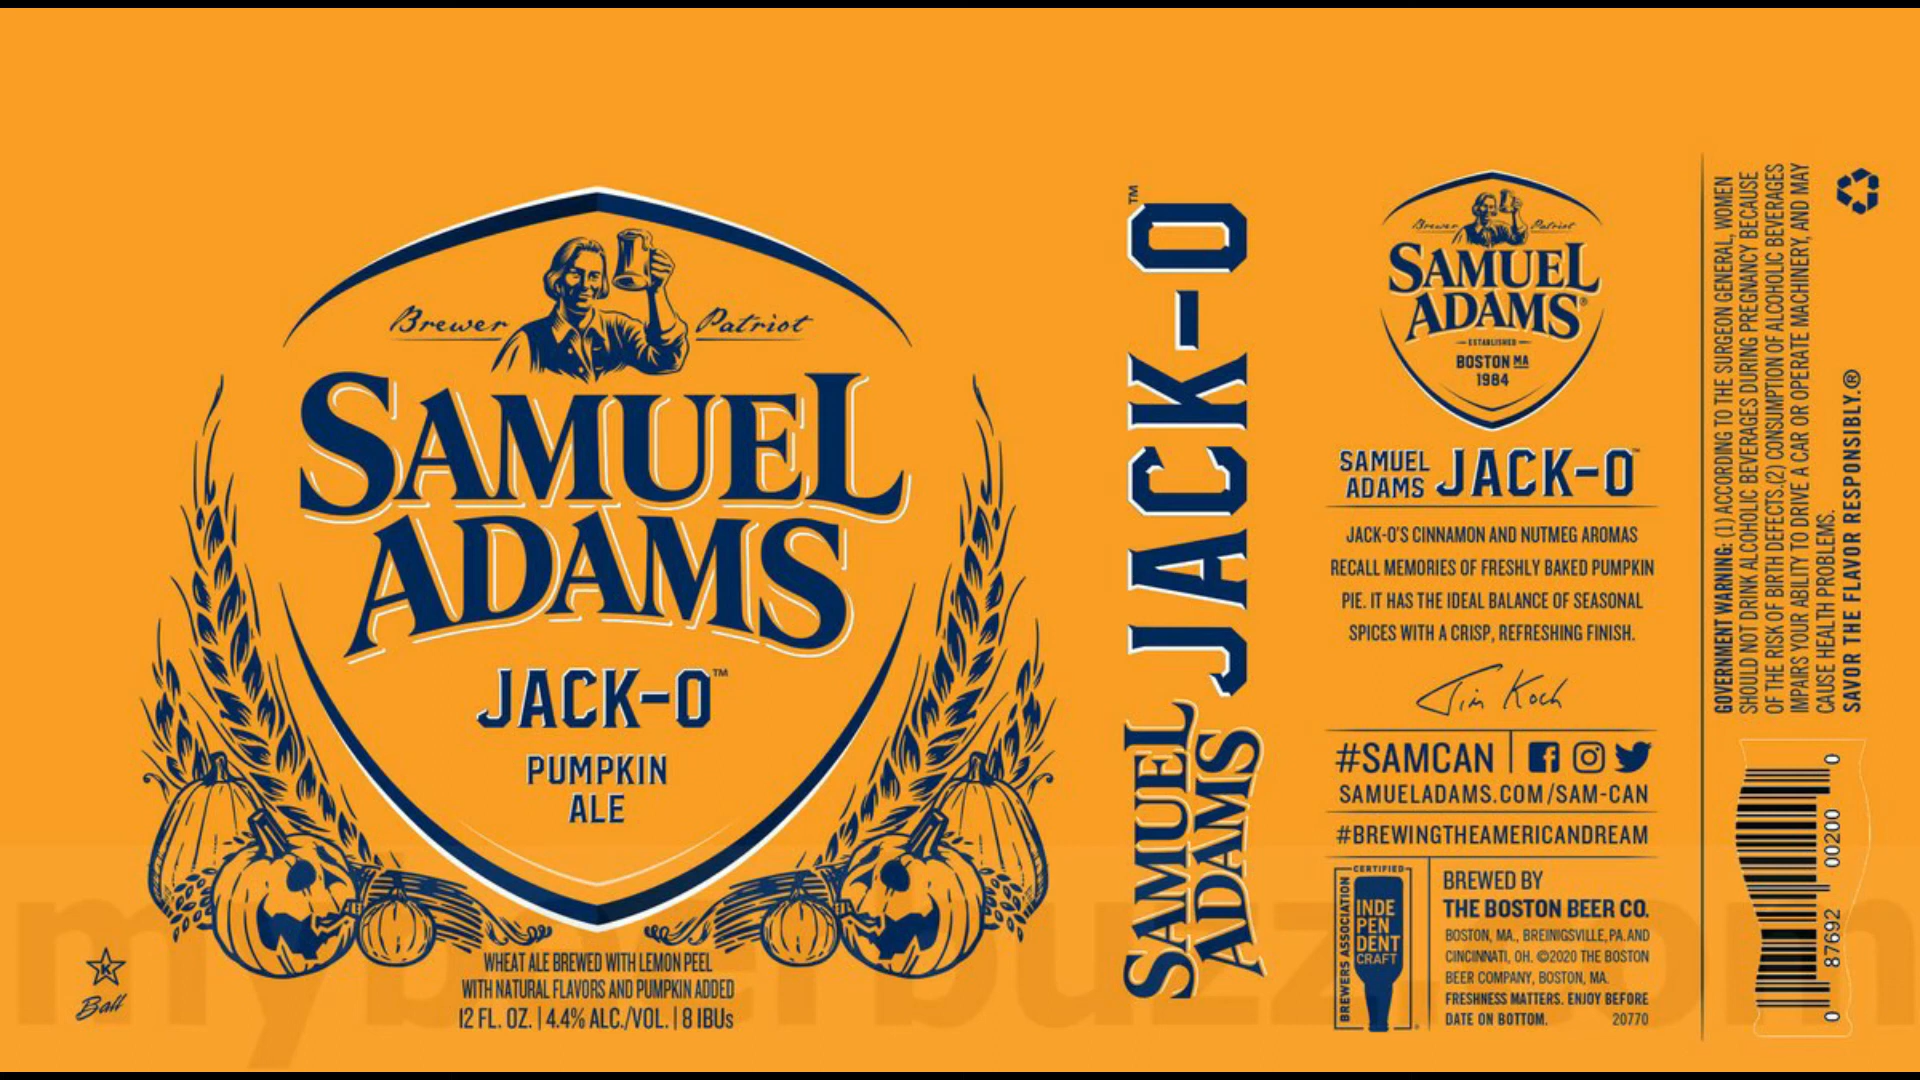 Brewer Patriot
SAMUEL
ADAMS
JACK-O™
PUMPKIN
ALE
WHEAT ALE BREWED WITH LEMON PEEL
WITH NATURAL FLAVORS AND PUMPKIN ADDED
12 FL. OZ. | 4.4% ALC./VOL. | 8 IBUs
K
Ball
SAMUEL
ADAMS
JACK-O™
Brewer Patriot
SAMUEL
ADAMS®
ESTABLISHED
BOSTON MA
1984
SAMUEL
ADAMS
JACK-O™
JACK-O'S CINNAMON AND NUTMEG AROMAS
RECALL MEMORIES OF FRESHLY BAKED PUMPKIN
PIE. IT HAS THE IDEAL BALANCE OF SEASONAL
SPICES WITH A CRISP, REFRESHING FINISH.
Jim Koch
#SAMCAN
SAMUELADAMS.COM/SAM-CAN
#BREWINGTHEAMERICANDREAM
CERTIFIED
BREWERS ASSOCIATION
INDE
PEN
DENT
CRAFT
BREWED BY
THE BOSTON BEER CO.
BOSTON, MA., BREINIGSVILLE, PA. AND
CINCINNATI, OH. ©2020 THE BOSTON
BEER COMPANY, BOSTON, MA.
FRESHNESS MATTERS. ENJOY BEFORE
DATE ON BOTTOM. 20770
GOVERNMENT WARNING: (1) ACCORDING TO THE SURGEON GENERAL, WOMEN
SHOULD NOT DRINK ALCOHOLIC BEVERAGES DURING PREGNANCY BECAUSE
OF THE RISK OF BIRTH DEFECTS.(2) CONSUMPTION OF ALCOHOLIC BEVERAGES
IMPAIRS YOUR ABILITY TO DRIVE A CAR OR OPERATE MACHINERY, AND MAY
CAUSE HEALTH PROBLEMS.
SAVOR THE FLAVOR RESPONSIBLY.®
0 87692 00200 0
mybeerbuzz.com